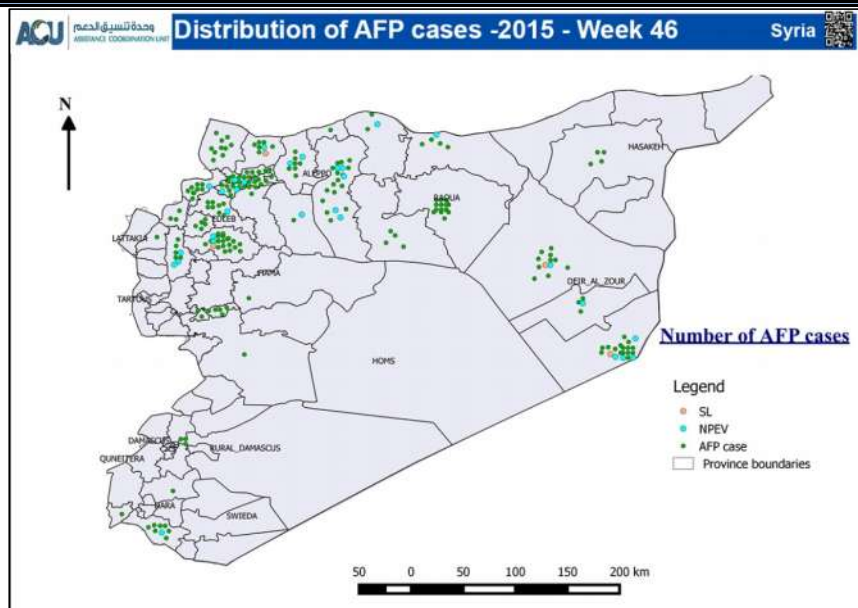 ACU
وحدة تنسيق الدعم
ASSISTANCE COORDINATION UNIT
Distribution of AFP cases -2015 - Week 46
Syria
N
HASAKEH
ALEPPO
RAQUA
EDLEB
LATTAKIA
HAMA
DEIR_AL_ZOUR
TARTOUS
Number of AFP cases
HOMS
Legend
SL
NPEV
AFP case
Province boundaries
DAMASCUS
RURAL_DAMASCUS
QUNEITERA
DARA
SWIEDA
50 0 50 100 150 200 km